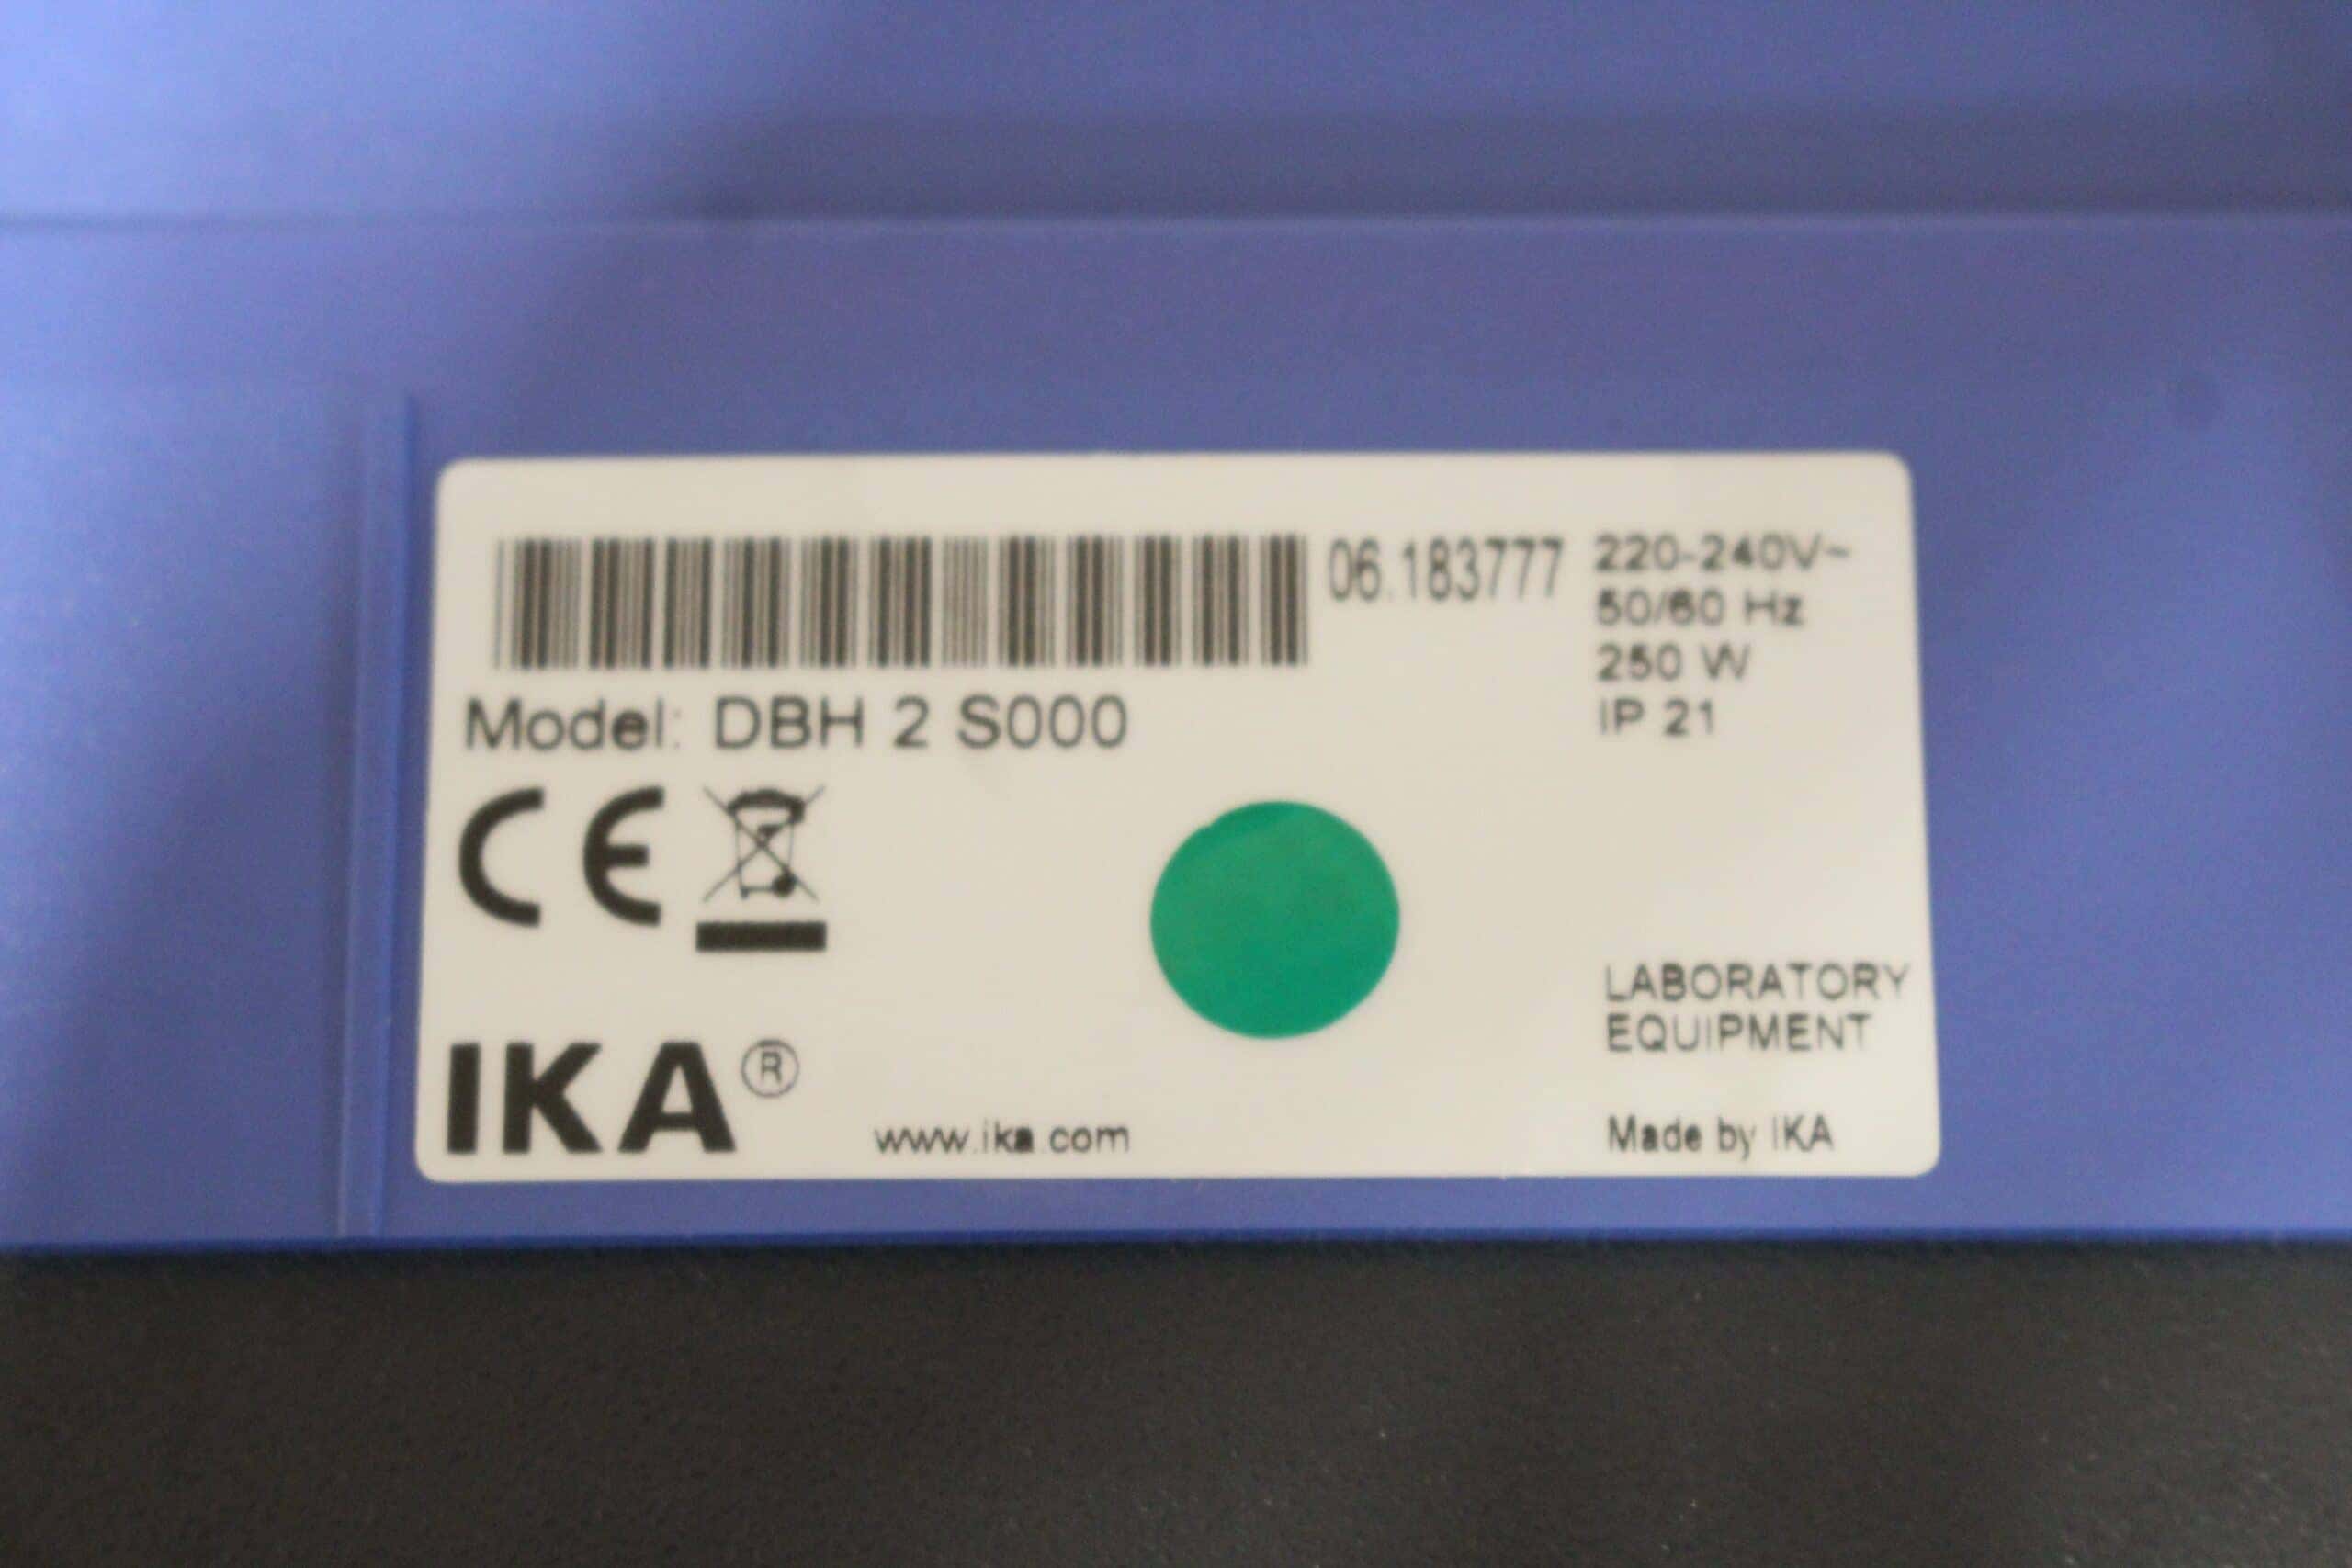 06.183777
220-240V~
50/60 Hz
250 W
IP 21
Model: DBH 2 S000
CE
LABORATORY
EQUIPMENT
IKA®
www.ika.com
Made by IKA